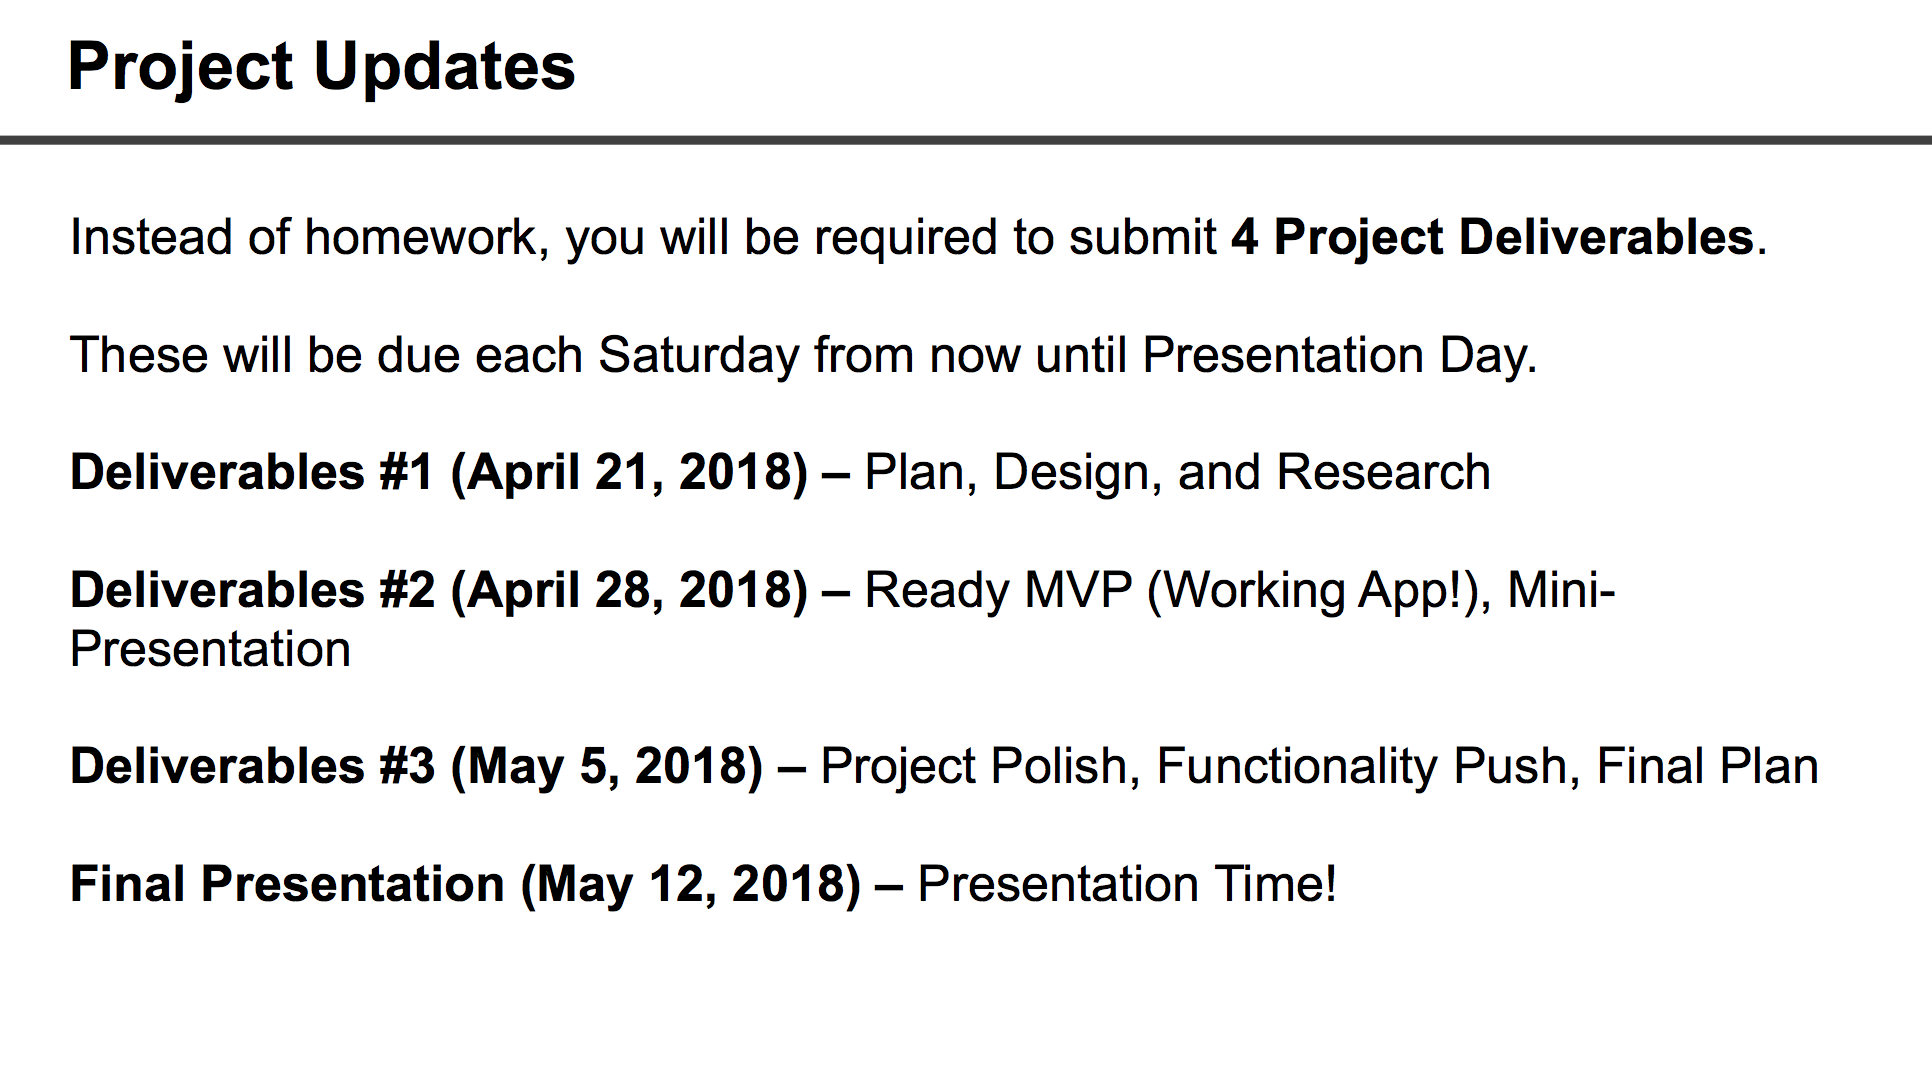 Project Updates
Instead of homework, you will be required to submit 4 Project Deliverables.
These will be due each Saturday from now until Presentation Day.
Deliverables #1 (April 21, 2018) – Plan, Design, and Research
Deliverables #2 (April 28, 2018) – Ready MVP (Working App!), Mini-
Presentation
Deliverables #3 (May 5, 2018) – Project Polish, Functionality Push, Final Plan
Final Presentation (May 12, 2018) – Presentation Time!